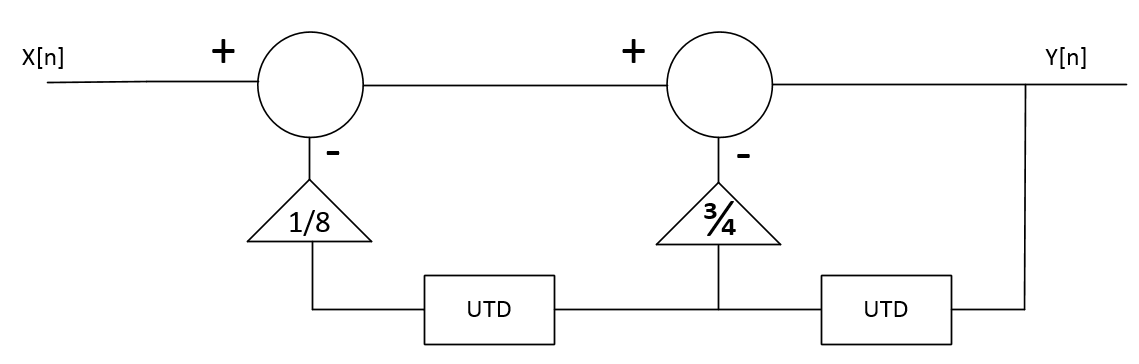 X[n]
+
+
Y[n]
-
-
1/8
¾
UTD
UTD